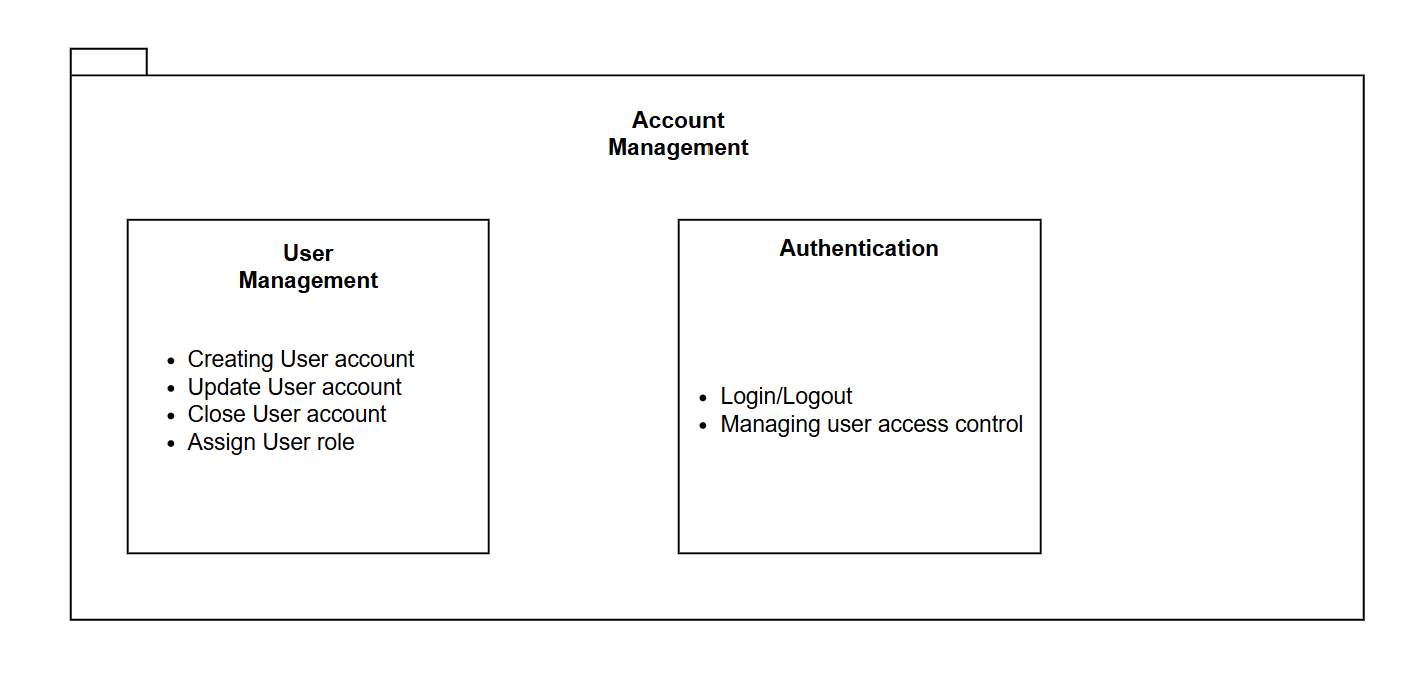 Account
Management
User
Management
• Creating User account
• Update User account
• Close User account
• Assign User role
Authentication
• Login/Logout
• Managing user access control